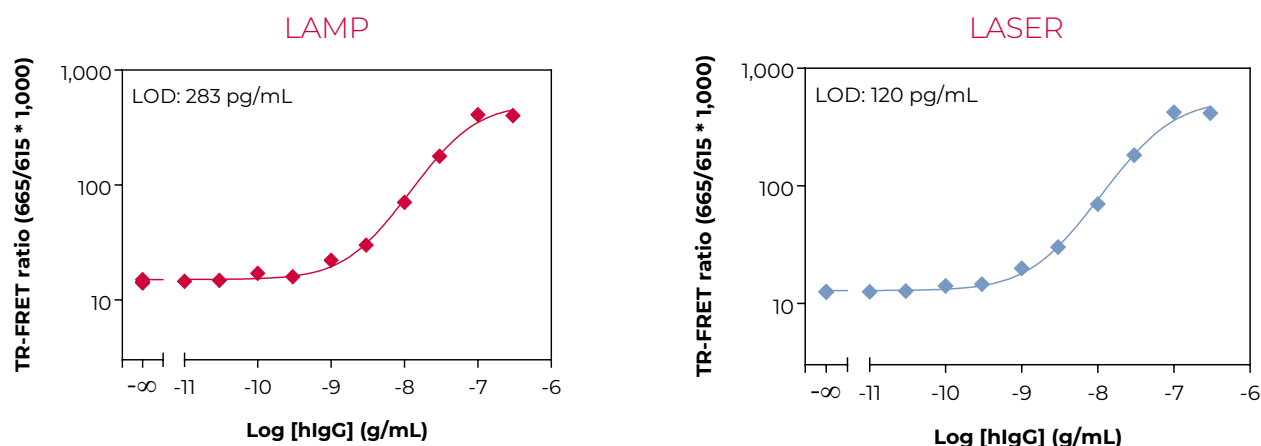 LAMP
1,000
LOD: 283 pg/mL
100
10
TR-FRET ratio (665/615 * 1,000)
-∞ -11 -10 -9 -8 -7 -6
Log [hIgG] (g/mL)
LASER
1,000
LOD: 120 pg/mL
100
10
TR-FRET ratio (665/615 * 1,000)
-∞ -11 -10 -9 -8 -7 -6
Log [hIgG] (g/mL)